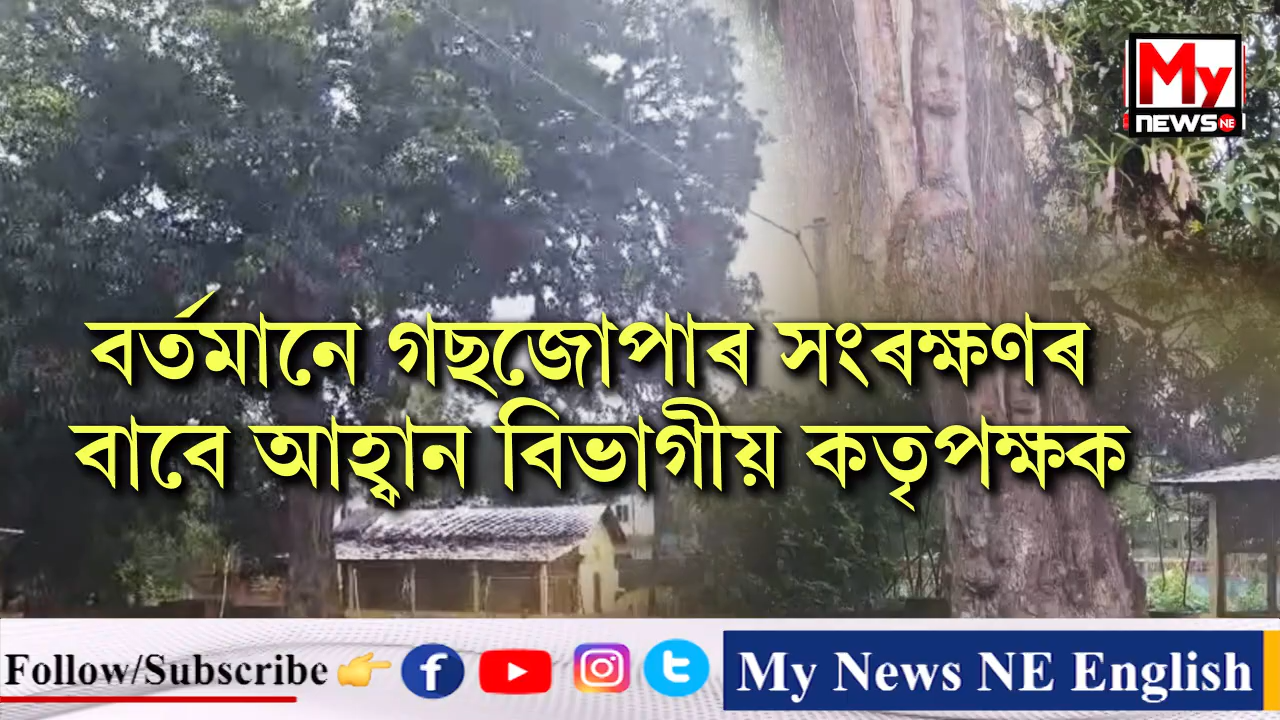 My
NEWS NE
বৰ্তমানে গছজোপাৰ সংৰক্ষণৰ
বাবে আহ্বান বিভাগীয় কতৃপক্ষক
Follow/Subscribe
My News NE English